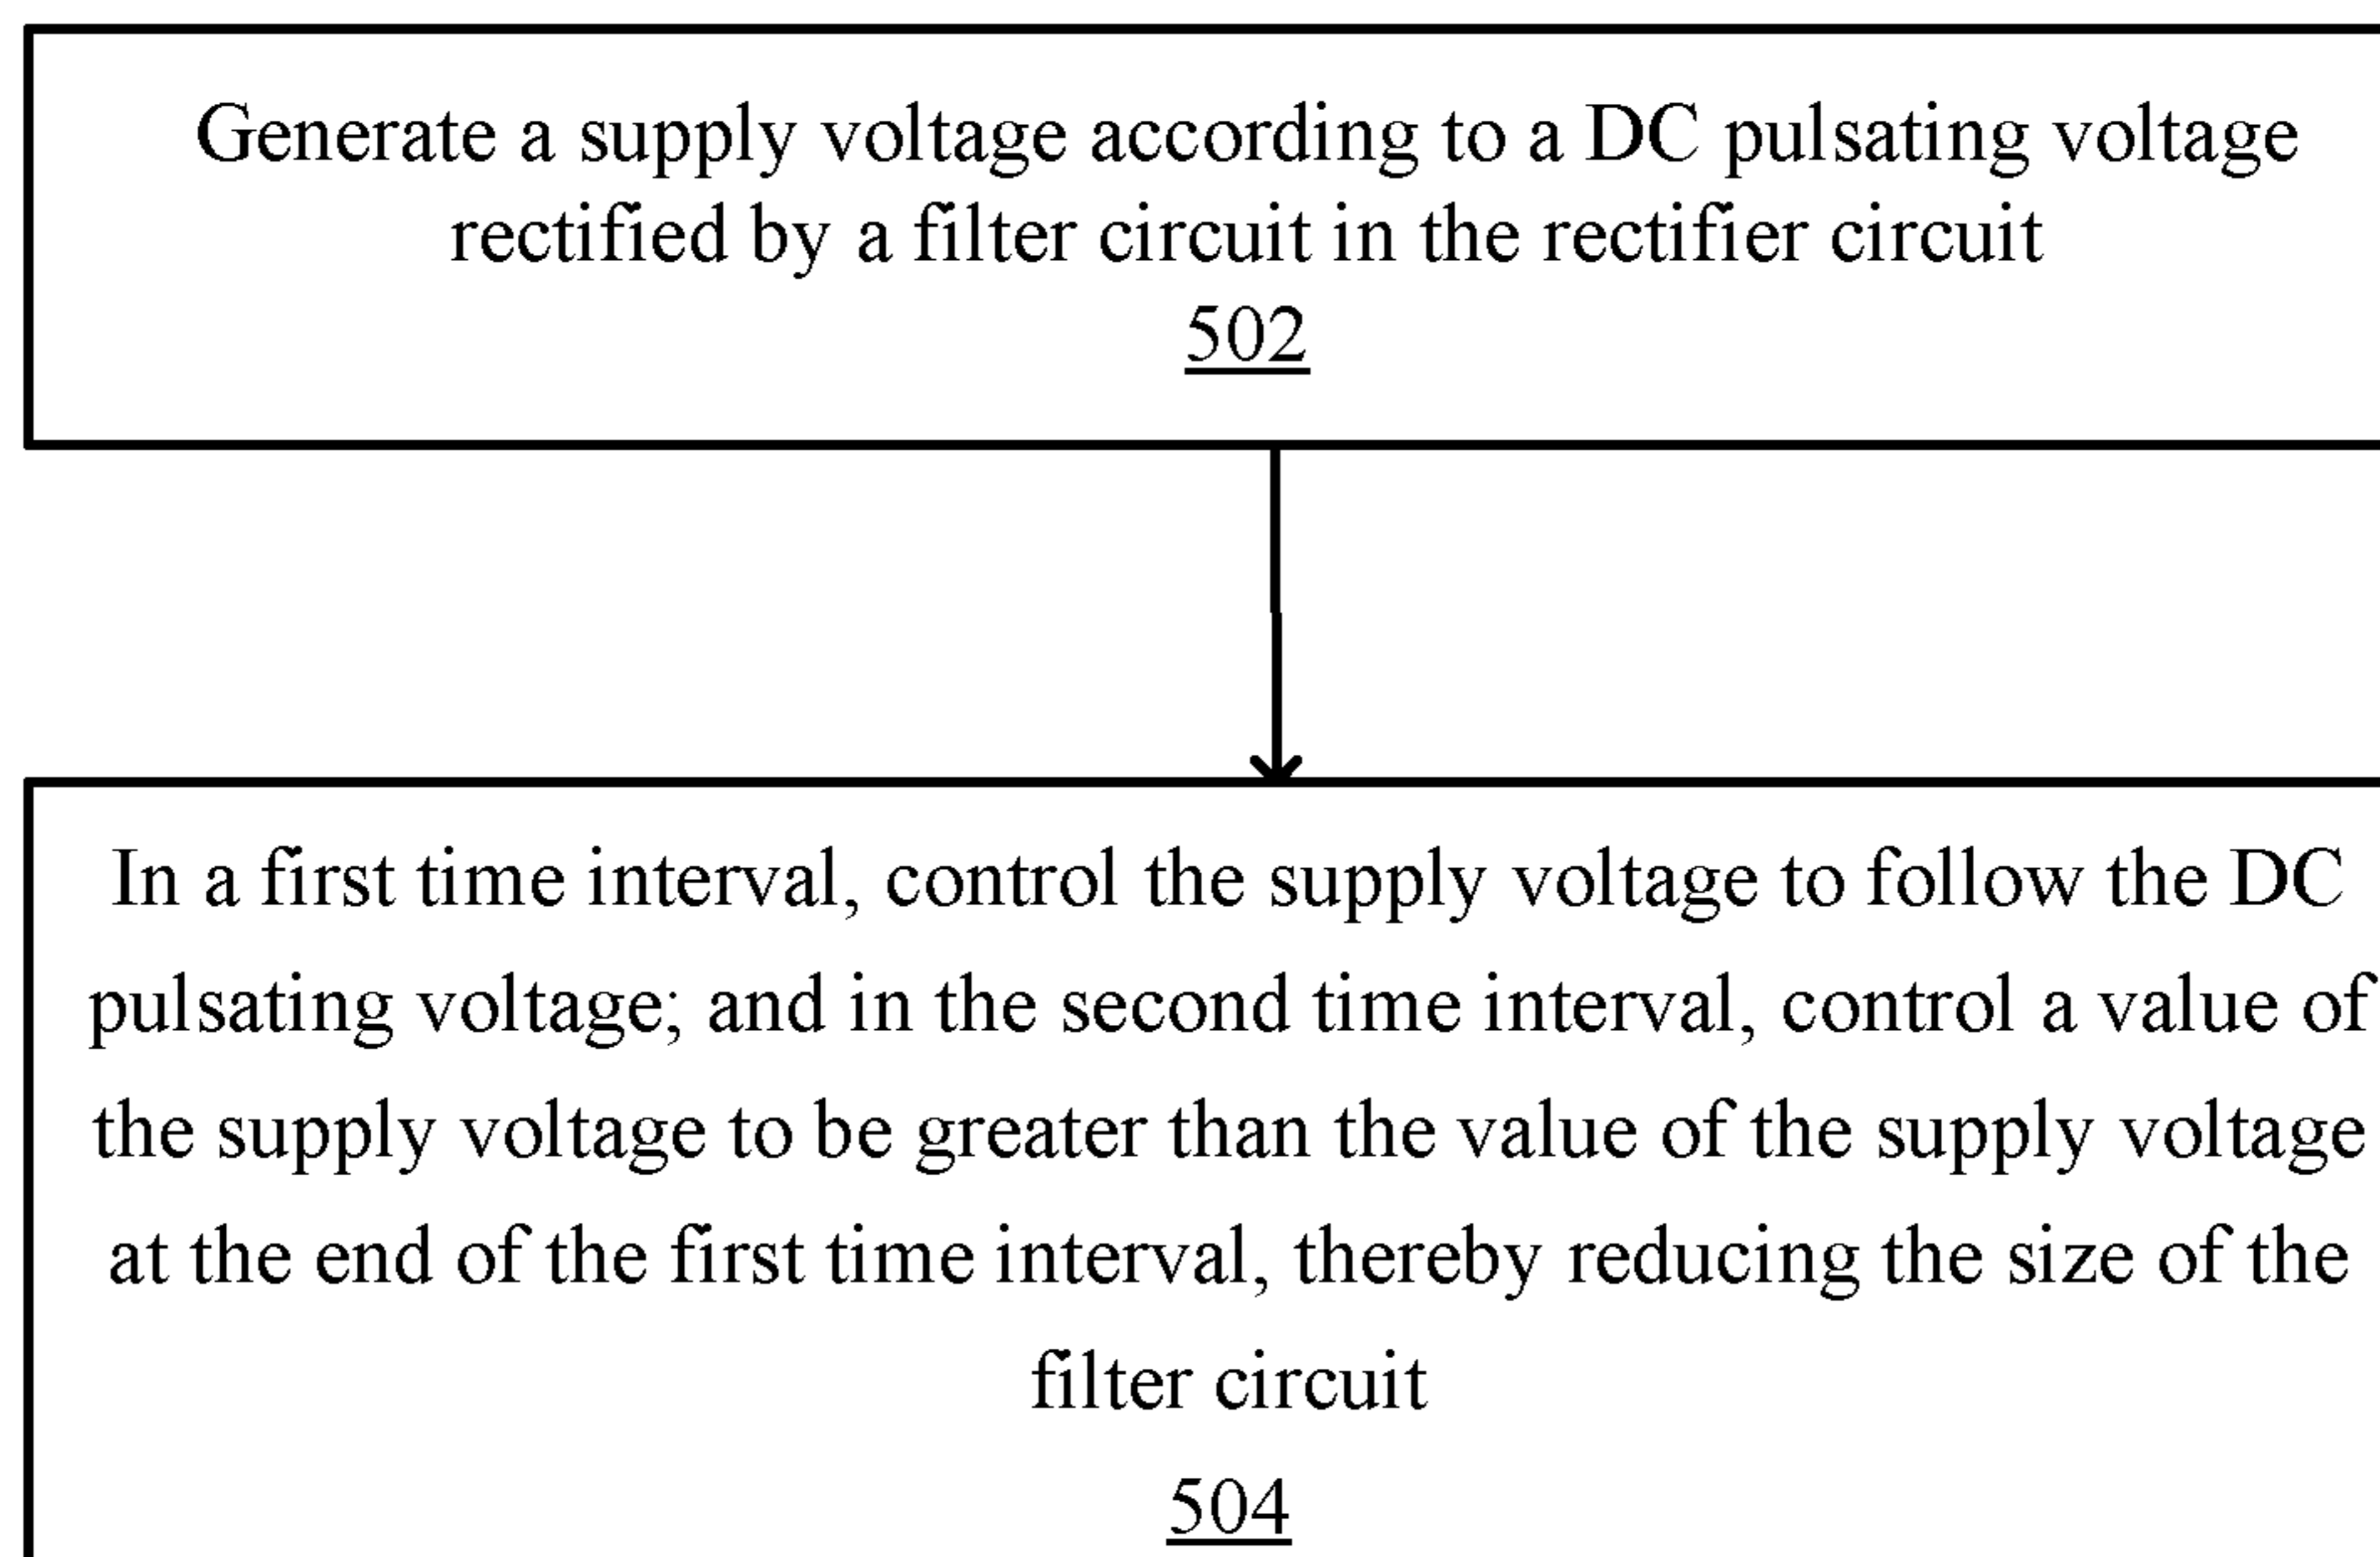 Generate a supply voltage according to a DC pulsating voltage
rectified by a filter circuit in the rectifier circuit
502
In a first time interval, control the supply voltage to follow the DC
pulsating voltage; and in the second time interval, control a value of
the supply voltage to be greater than the value of the supply voltage
at the end of the first time interval, thereby reducing the size of the
filter circuit
504